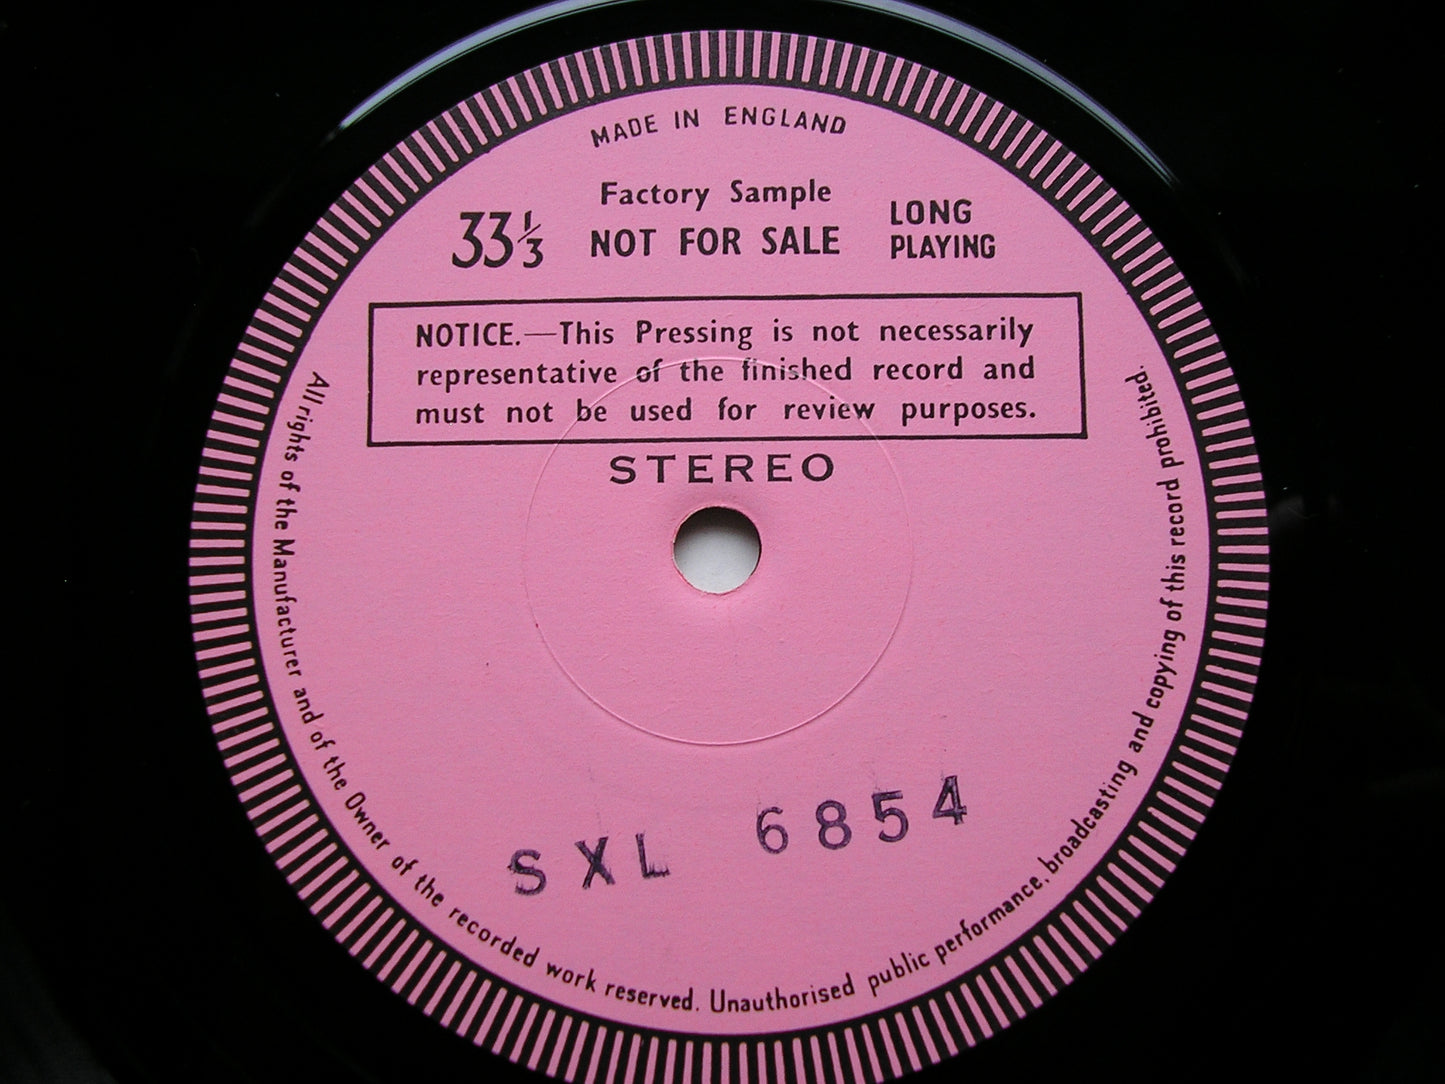 MADE IN ENGLAND
Factory Sample
33⅓ NOT FOR SALE LONG PLAYING
NOTICE.—This Pressing is not necessarily
representative of the finished record and
must not be used for review purposes.
STEREO
SXL 6854
All rights of the Manufacturer and of the Owner of the recorded work reserved. Unauthorised public performance, broadcasting and copying of this record prohibited.